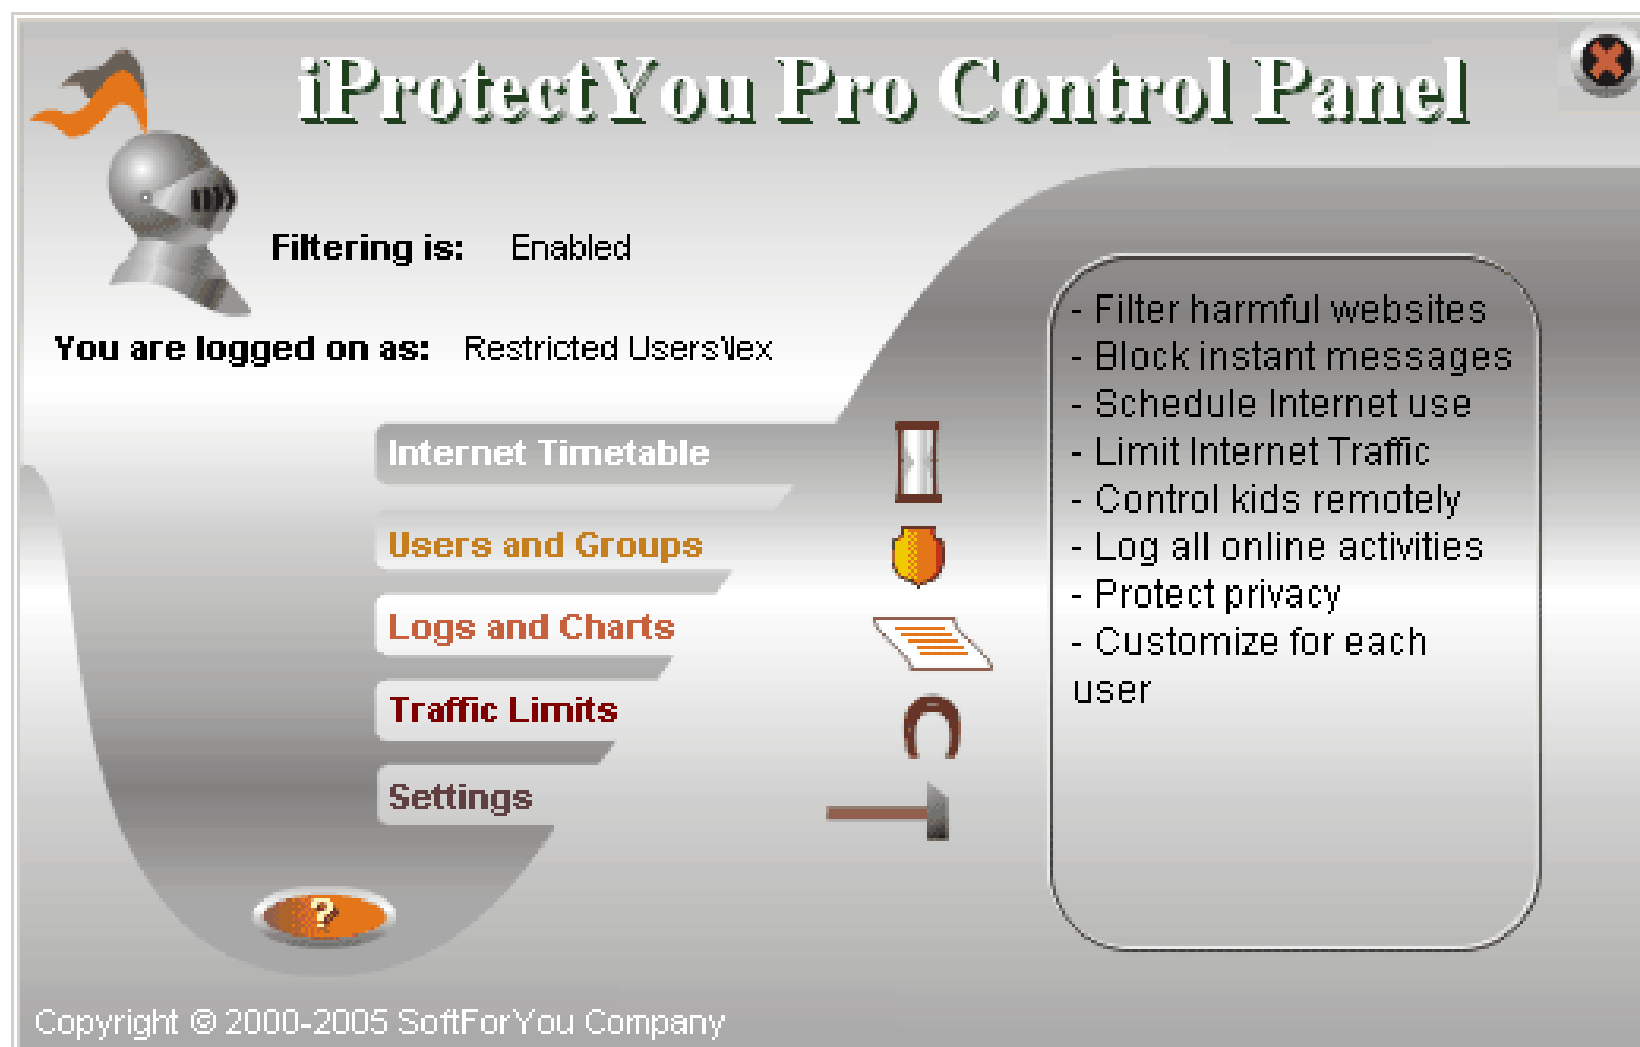 iProtectYou Pro Control Panel
Filtering is: Enabled
You are logged on as: Restricted Users\lex
Internet Timetable
Users and Groups
Logs and Charts
Traffic Limits
Settings
?
- Filter harmful websites
- Block instant messages
- Schedule Internet use
- Limit Internet Traffic
- Control kids remotely
- Log all online activities
- Protect privacy
- Customize for each
user
Copyright © 2000-2005 SoftForYou Company